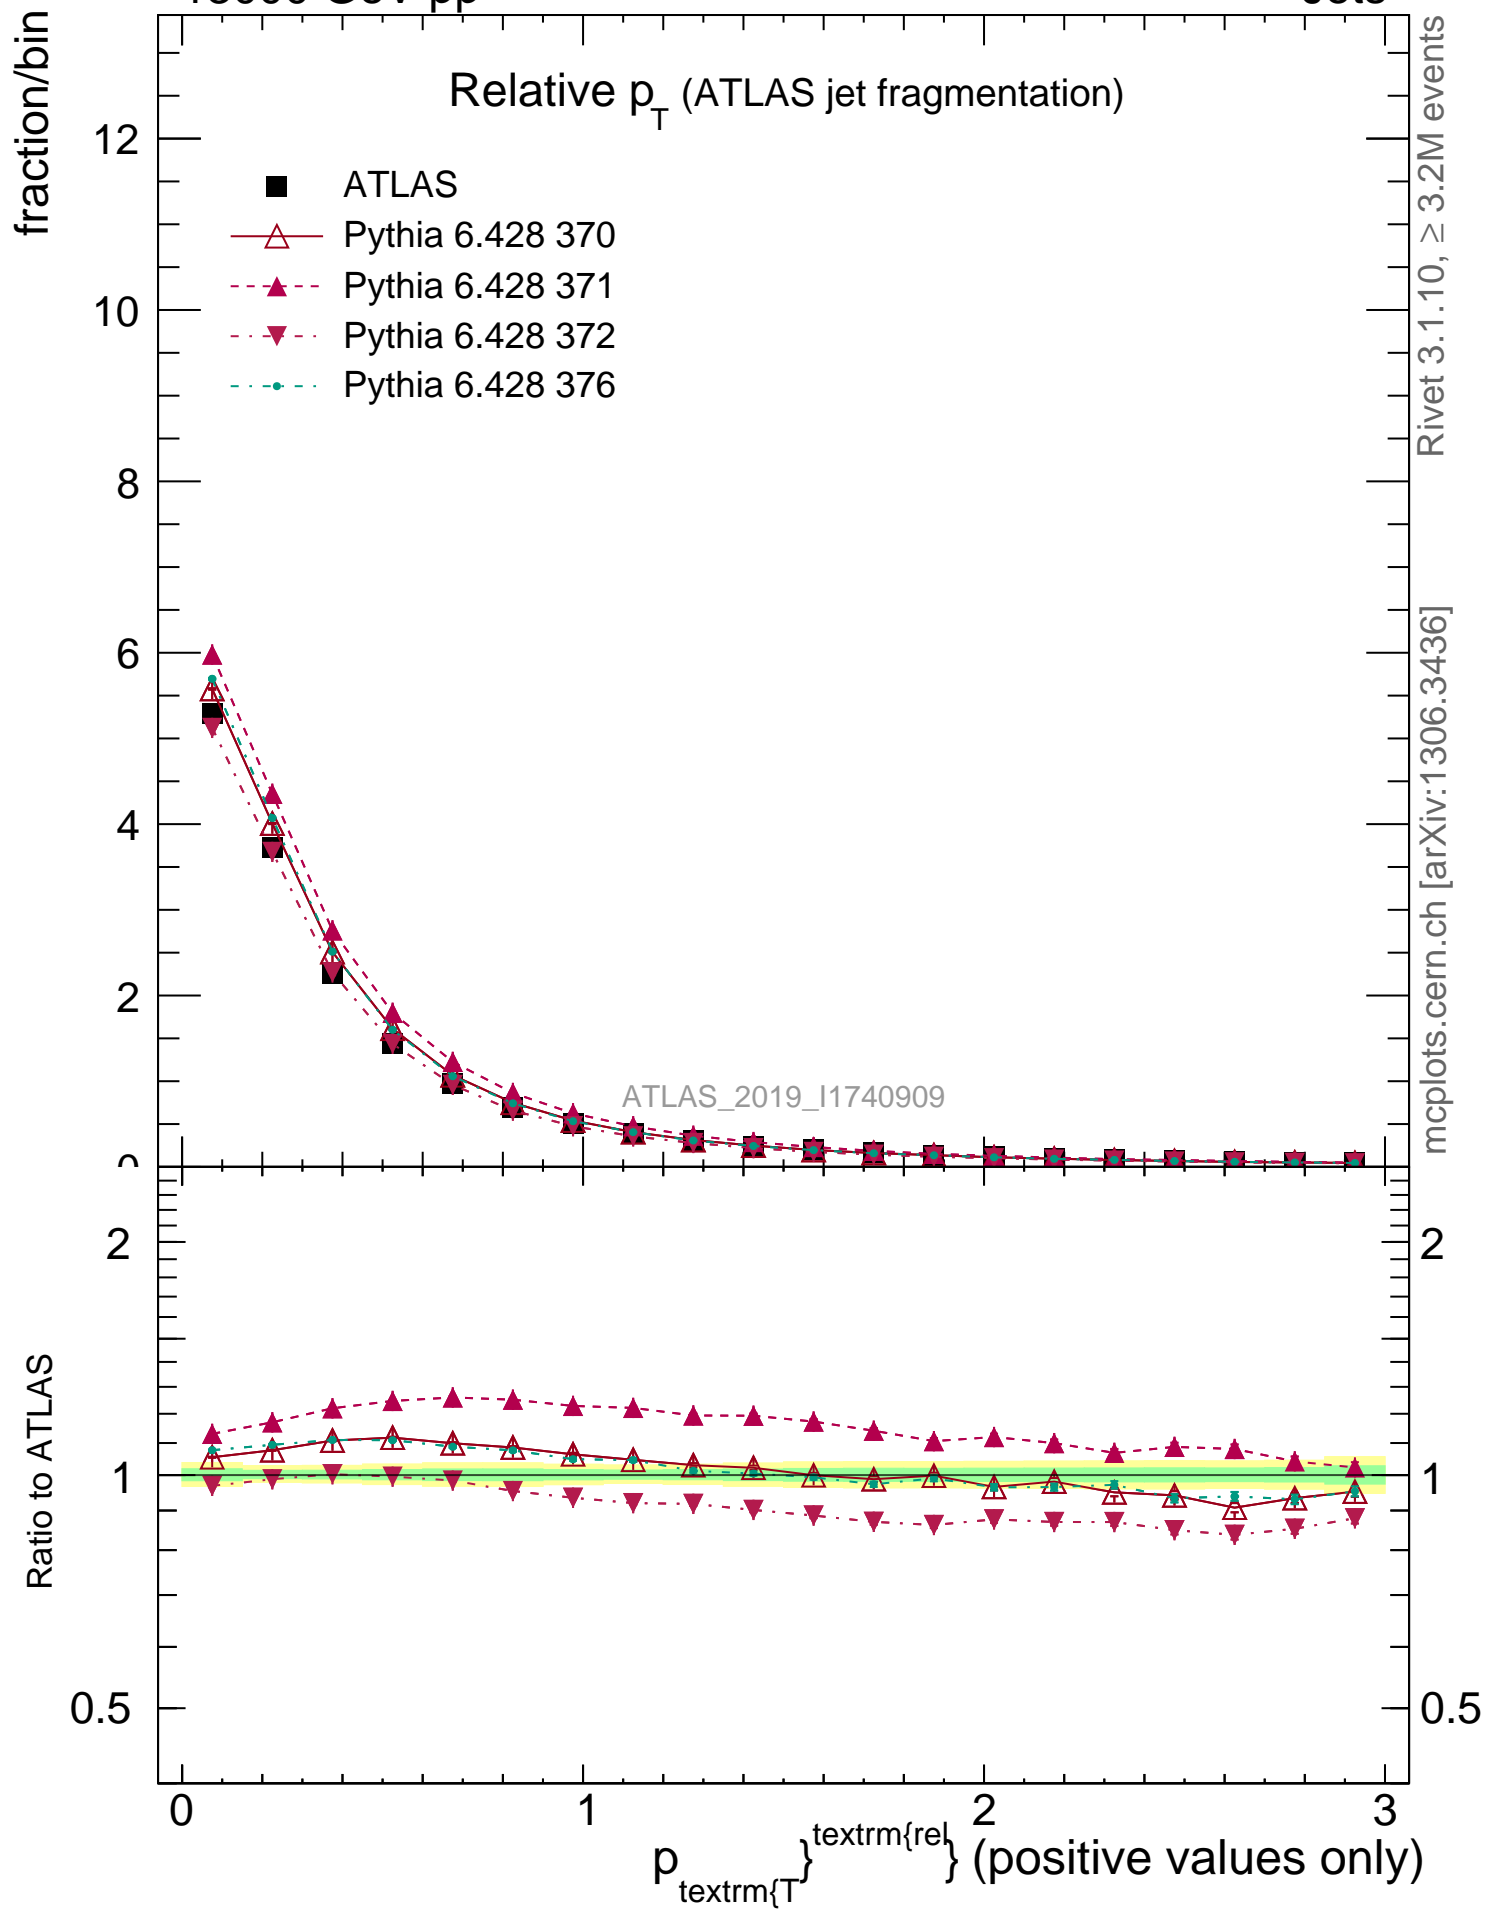 fraction/bin
Relative pT (ATLAS jet fragmentation)
ATLAS
Pythia 6.428 370
Pythia 6.428 371
Pythia 6.428 372
Pythia 6.428 376
12
10
8
6
4
2
0
ATLAS_2019_I1740909
Rivet 3.1.10, ≥ 3.2M events
mcplots.cern.ch [arXiv:1306.3436]
Ratio to ATLAS
2
1
0.5
2
1
0.5
0
1
2
3
p_textrm{T}^textrm{rel} (positive values only)